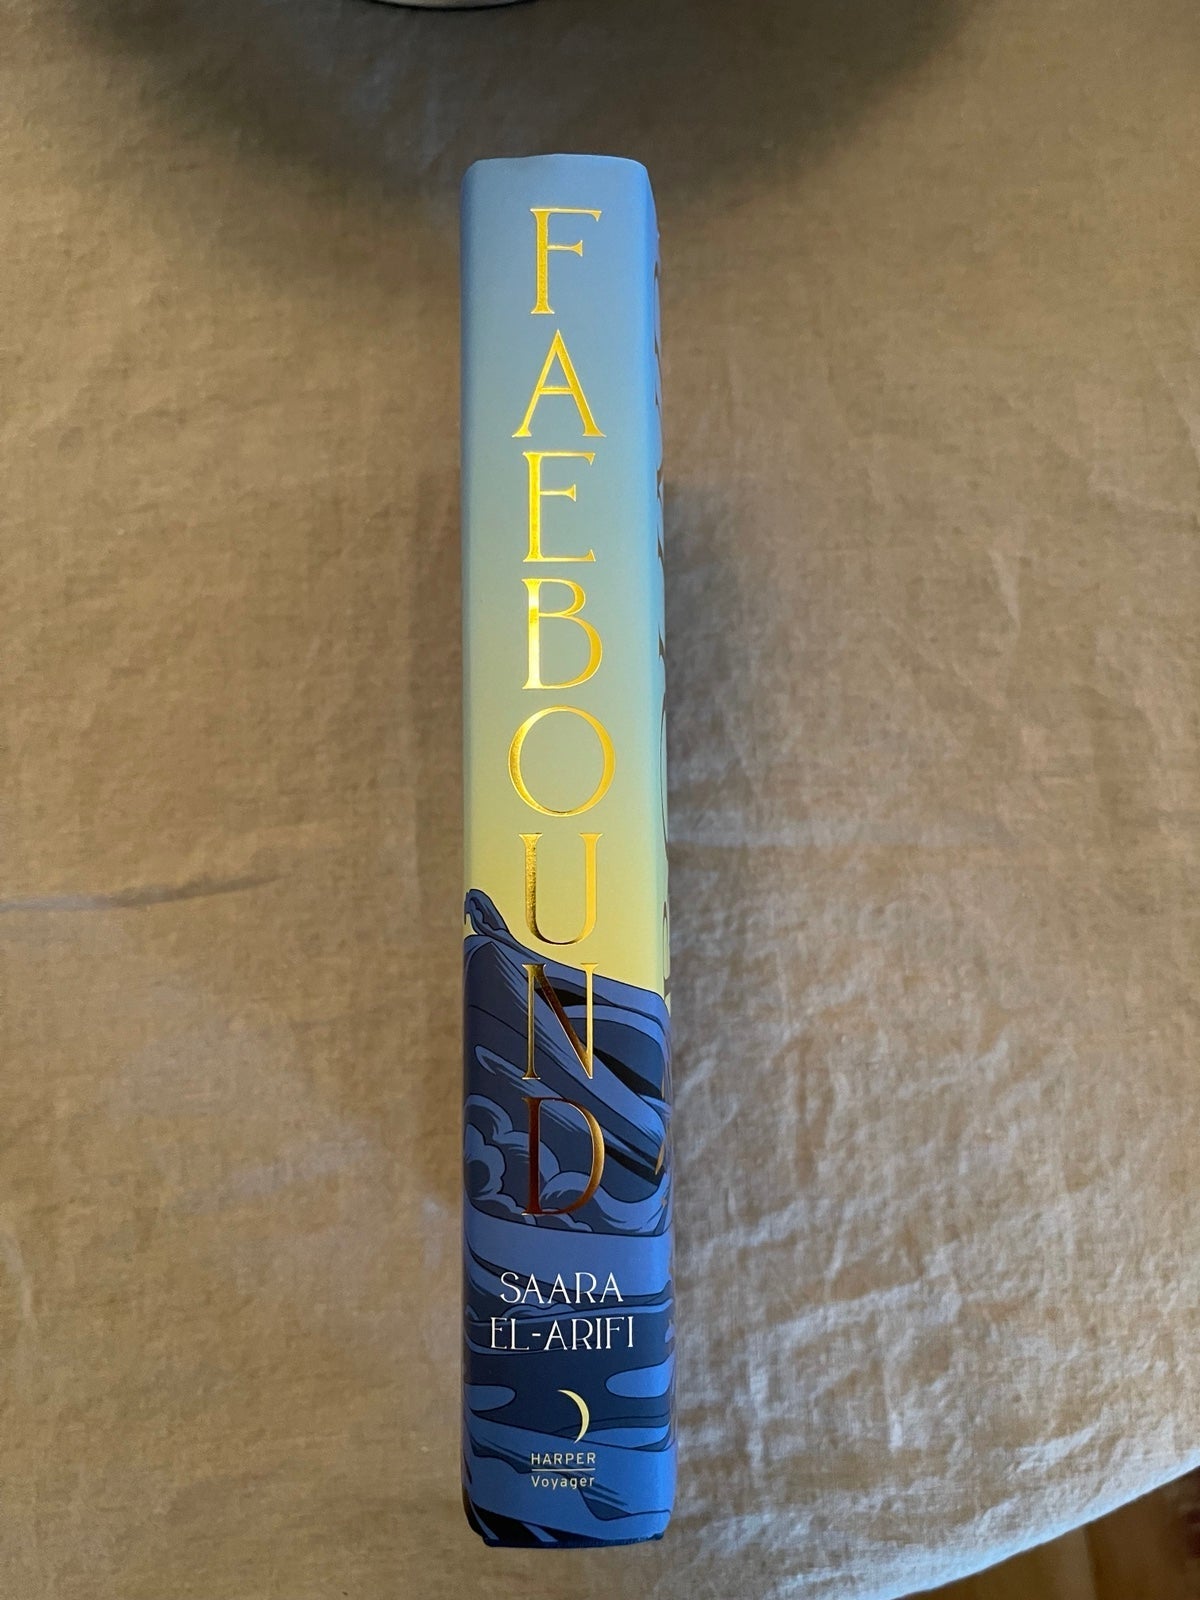 FAEBOUND
SAARA
EL-ARIFI
HARPER
Voyager